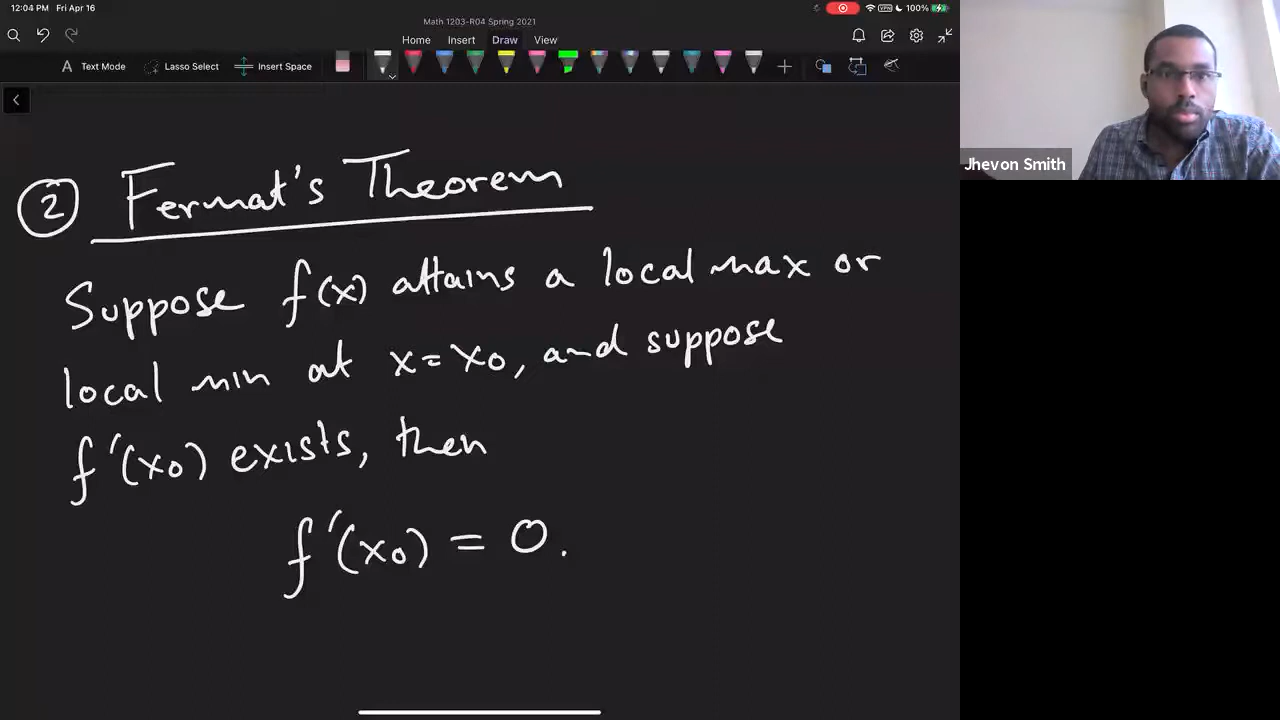 12:04 PM Fri Apr 16
VPN
100%
Math 1203-R04 Spring 2021
Home Insert Draw View
A Text Mode Lasso Select Insert Space
2 Fermat's Theorem
Suppose f(x) attains a local max or
local min at x=x₀, and suppose
f'(x₀) exists, then
f'(x₀) = 0.
Jhevon Smith